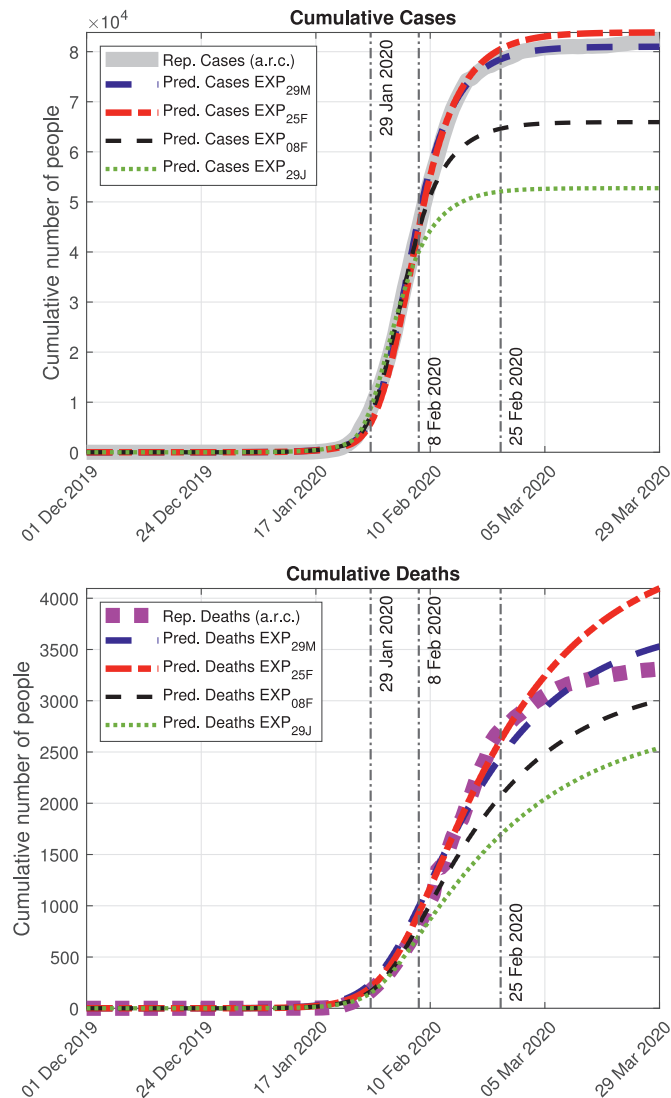 Cumulative Cases
×10⁴
Cumulative number of people
8
7
6
5
4
3
2
1
0
Rep. Cases (a.r.c.)
Pred. Cases EXP29M
Pred. Cases EXP25F
Pred. Cases EXP08F
Pred. Cases EXP29J
29 Jan 2020
8 Feb 2020
25 Feb 2020
01 Dec 2019
24 Dec 2019
17 Jan 2020
10 Feb 2020
05 Mar 2020
29 Mar 2020
Cumulative Deaths
Cumulative number of people
4000
3500
3000
2500
2000
1500
1000
500
0
Rep. Deaths (a.r.c.)
Pred. Deaths EXP29M
Pred. Deaths EXP25F
Pred. Deaths EXP08F
Pred. Deaths EXP29J
29 Jan 2020
8 Feb 2020
25 Feb 2020
01 Dec 2019
24 Dec 2019
17 Jan 2020
10 Feb 2020
05 Mar 2020
29 Mar 2020